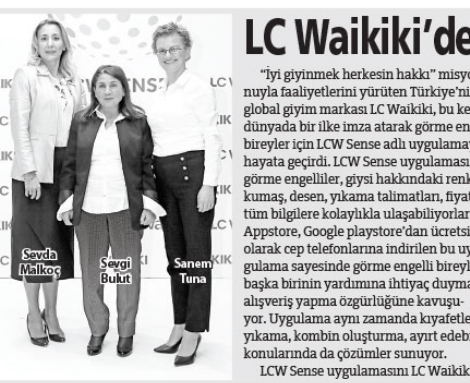 LC Waikiki'de
"İyi giyinmek herkesin hakkı" misyo
nuyla faaliyetlerini yürüten Türkiye'ni
global giyim markası LC Waikiki, bu ke
dünyada bir ilke imza atarak görme en
bireyler için LCW Sense adlı uygulama
hayata geçirdi. LCW Sense uygulaması
görme engelliler, giysi hakkındaki renk
kumaş, desen, yıkama talimatları, fiya
tüm bilgilere kolaylıkla ulaşabiliyorlar
Appstore, Google playstore'dan ücretsi
olarak cep telefonlarına indirilen bu uy
gulama sayesinde görme engelli birey
başka birinin yardımına ihtiyaç duyma
alışveriş yapma özgürlüğüne kavuşu-
yor. Uygulama aynı zamanda kıyafetle
yıkama, kombin oluşturma, ayırt edeb
konularında da çözümler sunuyor.
LCW Sense uygulamasını LC Waikik
Sevda
Malkoç
Sevgi
Bulut
Sanem
Tuna